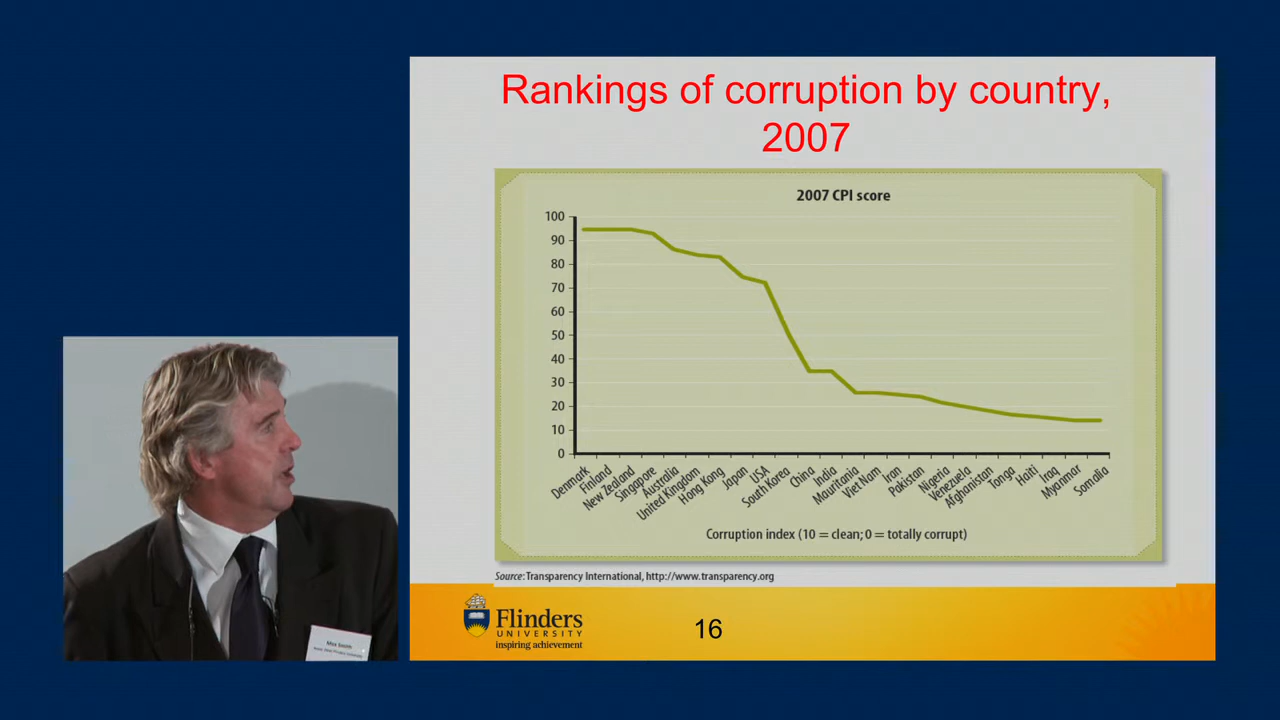 Rankings of corruption by country,
2007
2007 CPI score
100
90
80
70
60
50
40
30
20
10
0
Denmark
Finland
New Zealand
Singapore
Australia
United Kingdom
Hong Kong
Japan
USA
South Korea
China
India
Mauritania
Viet Nam
Iran
Pakistan
Nigeria
Venezuela
Afghanistan
Tonga
Haiti
Iraq
Myanmar
Somalia
Corruption index (10 = clean; 0 = totally corrupt)
Source: Transparency International, http://www.transparency.org
Flinders
UNIVERSITY
inspiring achievement
16